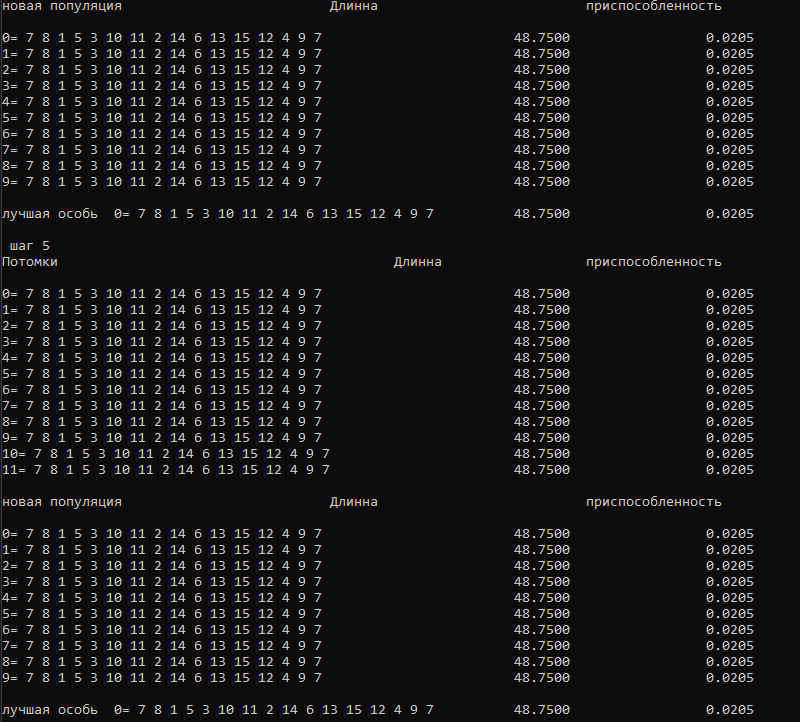 новая популяция Длинна приспособленность
0= 7 8 1 5 3 10 11 2 14 6 13 15 12 4 9 7 48.7500 0.0205
1= 7 8 1 5 3 10 11 2 14 6 13 15 12 4 9 7 48.7500 0.0205
2= 7 8 1 5 3 10 11 2 14 6 13 15 12 4 9 7 48.7500 0.0205
3= 7 8 1 5 3 10 11 2 14 6 13 15 12 4 9 7 48.7500 0.0205
4= 7 8 1 5 3 10 11 2 14 6 13 15 12 4 9 7 48.7500 0.0205
5= 7 8 1 5 3 10 11 2 14 6 13 15 12 4 9 7 48.7500 0.0205
6= 7 8 1 5 3 10 11 2 14 6 13 15 12 4 9 7 48.7500 0.0205
7= 7 8 1 5 3 10 11 2 14 6 13 15 12 4 9 7 48.7500 0.0205
8= 7 8 1 5 3 10 11 2 14 6 13 15 12 4 9 7 48.7500 0.0205
9= 7 8 1 5 3 10 11 2 14 6 13 15 12 4 9 7 48.7500 0.0205
лучшая особь 0= 7 8 1 5 3 10 11 2 14 6 13 15 12 4 9 7 48.7500 0.0205
шаг 5
Потомки Длинна приспособленность
0= 7 8 1 5 3 10 11 2 14 6 13 15 12 4 9 7 48.7500 0.0205
1= 7 8 1 5 3 10 11 2 14 6 13 15 12 4 9 7 48.7500 0.0205
2= 7 8 1 5 3 10 11 2 14 6 13 15 12 4 9 7 48.7500 0.0205
3= 7 8 1 5 3 10 11 2 14 6 13 15 12 4 9 7 48.7500 0.0205
4= 7 8 1 5 3 10 11 2 14 6 13 15 12 4 9 7 48.7500 0.0205
5= 7 8 1 5 3 10 11 2 14 6 13 15 12 4 9 7 48.7500 0.0205
6= 7 8 1 5 3 10 11 2 14 6 13 15 12 4 9 7 48.7500 0.0205
7= 7 8 1 5 3 10 11 2 14 6 13 15 12 4 9 7 48.7500 0.0205
8= 7 8 1 5 3 10 11 2 14 6 13 15 12 4 9 7 48.7500 0.0205
9= 7 8 1 5 3 10 11 2 14 6 13 15 12 4 9 7 48.7500 0.0205
10= 7 8 1 5 3 10 11 2 14 6 13 15 12 4 9 7 48.7500 0.0205
11= 7 8 1 5 3 10 11 2 14 6 13 15 12 4 9 7 48.7500 0.0205
новая популяция Длинна приспособленность
0= 7 8 1 5 3 10 11 2 14 6 13 15 12 4 9 7 48.7500 0.0205
1= 7 8 1 5 3 10 11 2 14 6 13 15 12 4 9 7 48.7500 0.0205
2= 7 8 1 5 3 10 11 2 14 6 13 15 12 4 9 7 48.7500 0.0205
3= 7 8 1 5 3 10 11 2 14 6 13 15 12 4 9 7 48.7500 0.0205
4= 7 8 1 5 3 10 11 2 14 6 13 15 12 4 9 7 48.7500 0.0205
5= 7 8 1 5 3 10 11 2 14 6 13 15 12 4 9 7 48.7500 0.0205
6= 7 8 1 5 3 10 11 2 14 6 13 15 12 4 9 7 48.7500 0.0205
7= 7 8 1 5 3 10 11 2 14 6 13 15 12 4 9 7 48.7500 0.0205
8= 7 8 1 5 3 10 11 2 14 6 13 15 12 4 9 7 48.7500 0.0205
9= 7 8 1 5 3 10 11 2 14 6 13 15 12 4 9 7 48.7500 0.0205
лучшая особь 0= 7 8 1 5 3 10 11 2 14 6 13 15 12 4 9 7 48.7500 0.0205